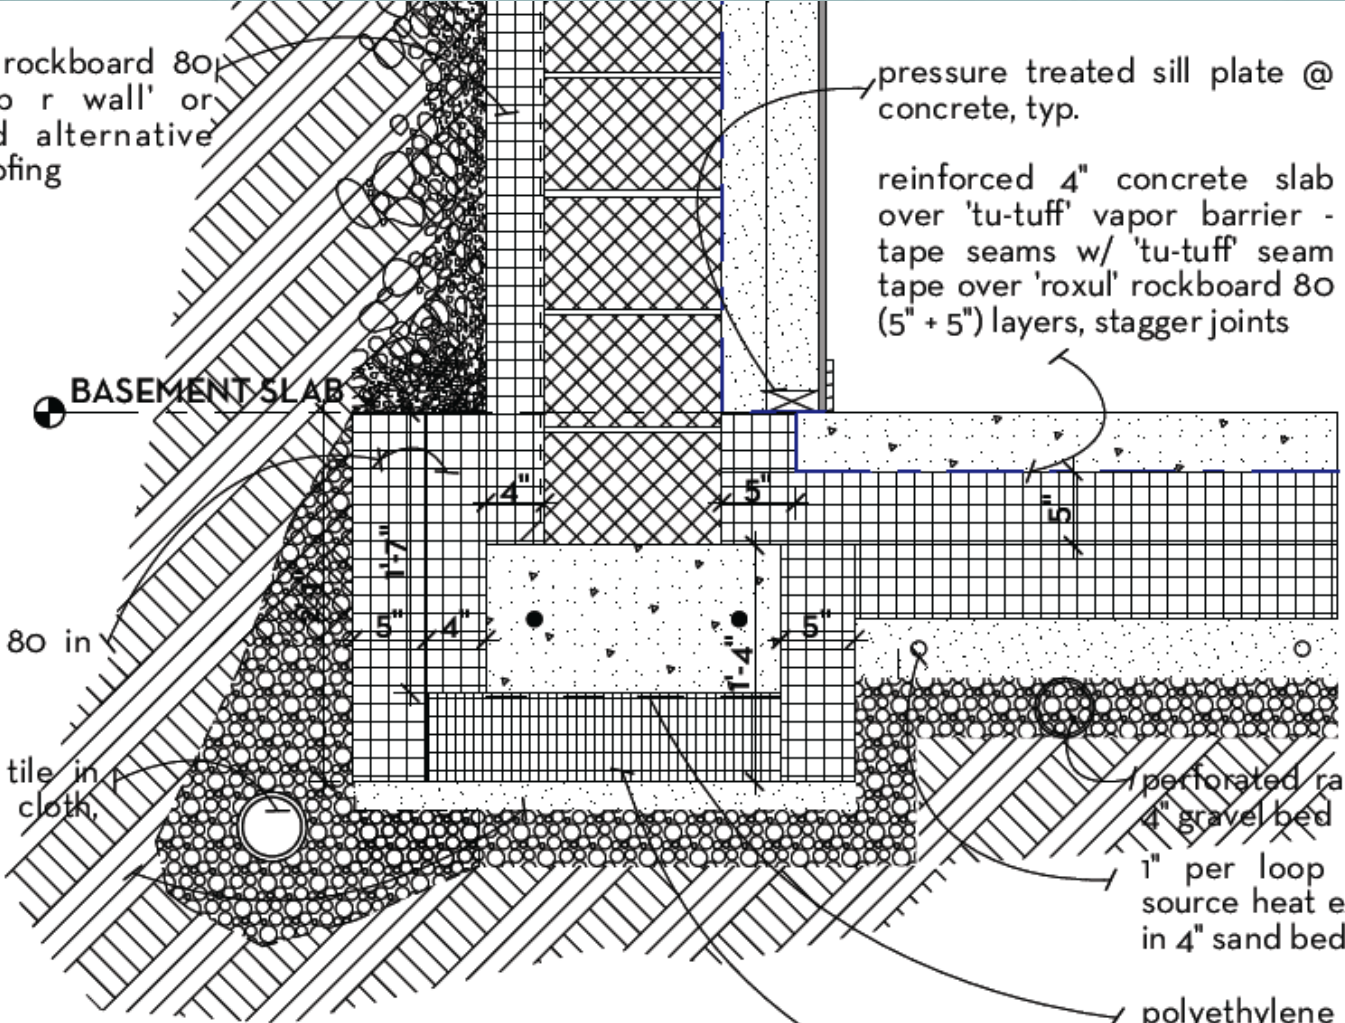 rockboard 80
r wall' or
alternative
BASEMENT SLAB
80 in
tile in
cloth,
pressure treated sill plate @
concrete, typ.
reinforced 4" concrete slab
over 'tu-tuff' vapor barrier -
tape seams w/ 'tu-tuff' seam
tape over 'roxul' rockboard 80
(5" + 5") layers, stagger joints
4"
5"
5"
1'-7"
5"
4"
1'-4"
5"
perforated
4" gravel bed
1" per loop
source heat
in 4" sand bed
polyethylene